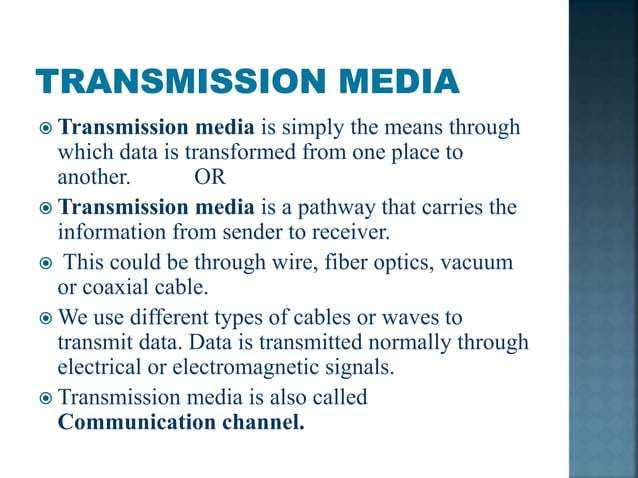 TRANSMISSION MEDIA
Transmission media is simply the means through
which data is transformed from one place to
another. OR
Transmission media is a pathway that carries the
information from sender to receiver.
This could be through wire, fiber optics, vacuum
or coaxial cable.
We use different types of cables or waves to
transmit data. Data is transmitted normally through
electrical or electromagnetic signals.
Transmission media is also called
Communication channel.